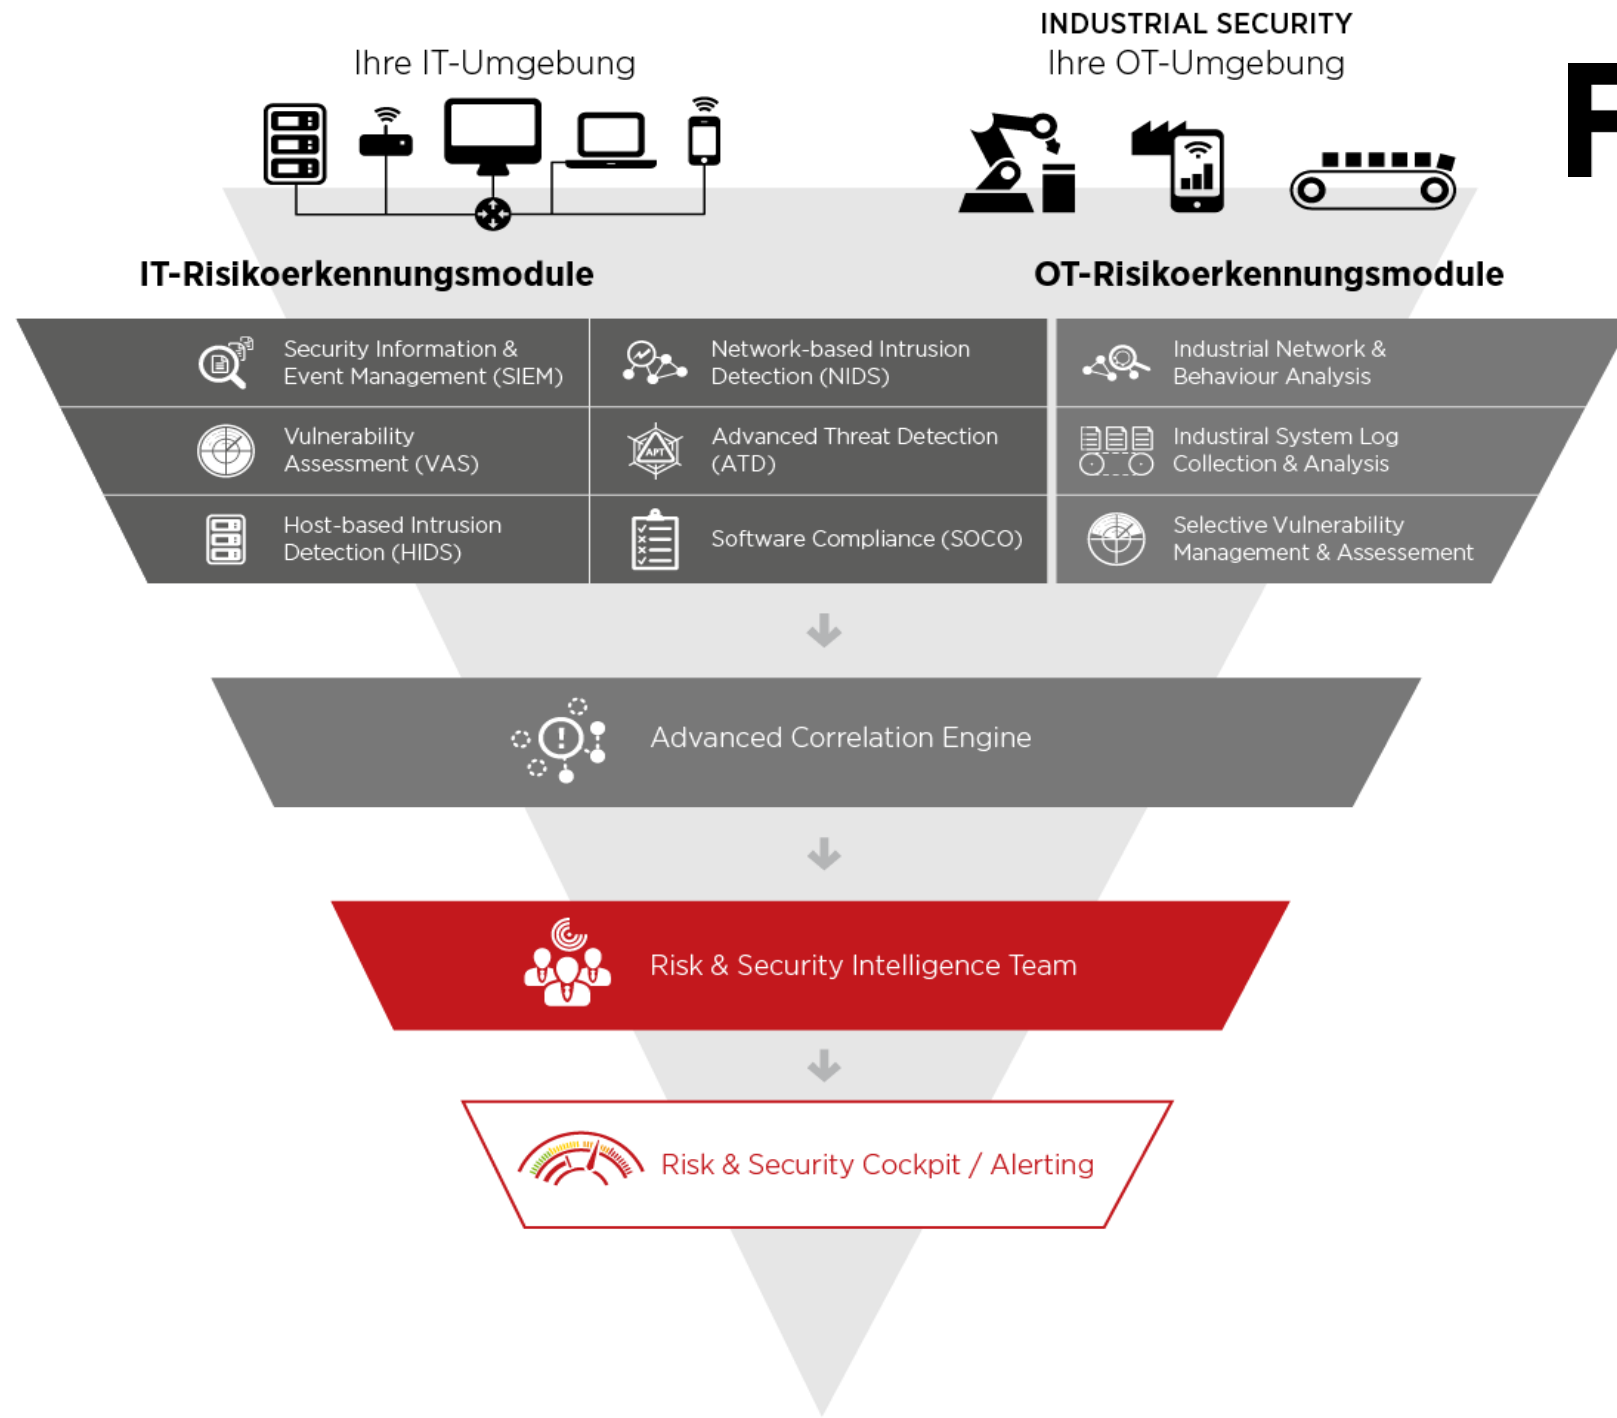 INDUSTRIAL SECURITY
Ihre IT-Umgebung
Ihre OT-Umgebung
IT-Risikoerkennungsmodule
OT-Risikoerkennungsmodule
Security Information &
Event Management (SIEM)
Network-based Intrusion
Detection (NIDS)
Industrial Network &
Behaviour Analysis
Vulnerability
Assessment (VAS)
APT
Advanced Threat Detection
(ATD)
Industiral System Log
Collection & Analysis
Host-based Intrusion
Detection (HIDS)
Software Compliance (SOCO)
Selective Vulnerability
Management & Assessement
Advanced Correlation Engine
Risk & Security Intelligence Team
Risk & Security Cockpit / Alerting